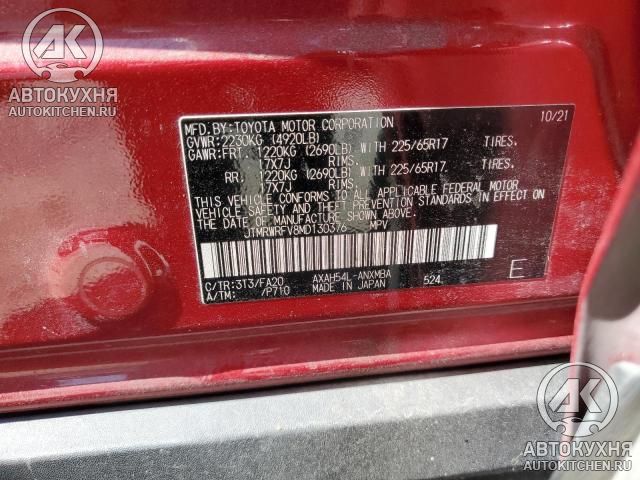 АК
АВТОКУХНЯ
AUTOKITCHEN.RU
MFD. BY: TOYOTA MOTOR CORPORATION 10/21
GVWR: 2230KG (4920LB)
GAWR: FRT. 1220KG (2690LB) WITH 225/65R17 TIRES.
17X7J RIMS.
RR. 1220KG (2690LB) WITH 225/65R17 TIRES.
17X7J RIMS.
THIS VEHICLE CONFORMS TO ALL APPLICABLE FEDERAL MOTOR
VEHICLE SAFETY AND THEFT PREVENTION STANDARDS IN EFFECT ON
THE DATE OF MANUFACTURE SHOWN ABOVE.
JTMRWRFV8MD130376 MPV
C/TR: 3T3/FA20 AXAH54L-ANXMBA 524.
A/TM: /P710 MADE IN JAPAN E
АК
АВТОКУХНЯ
AUTOKITCHEN.RU